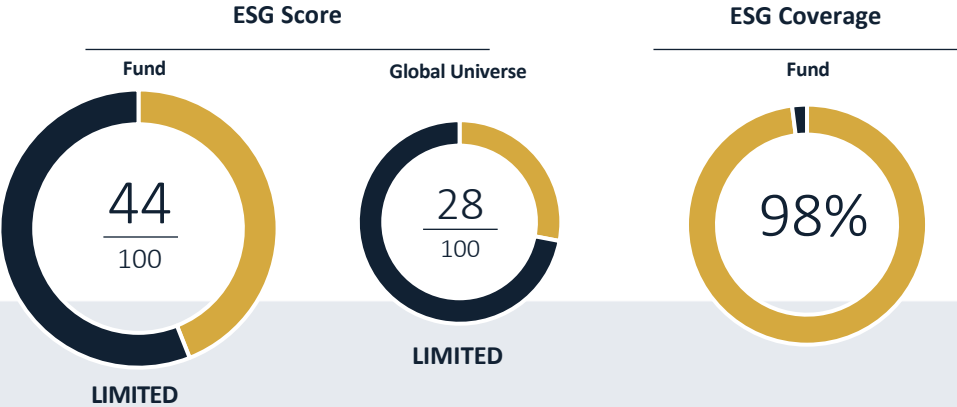 ESG Score
Fund
44
100
LIMITED
Global Universe
28
100
LIMITED
ESG Coverage
Fund
98%